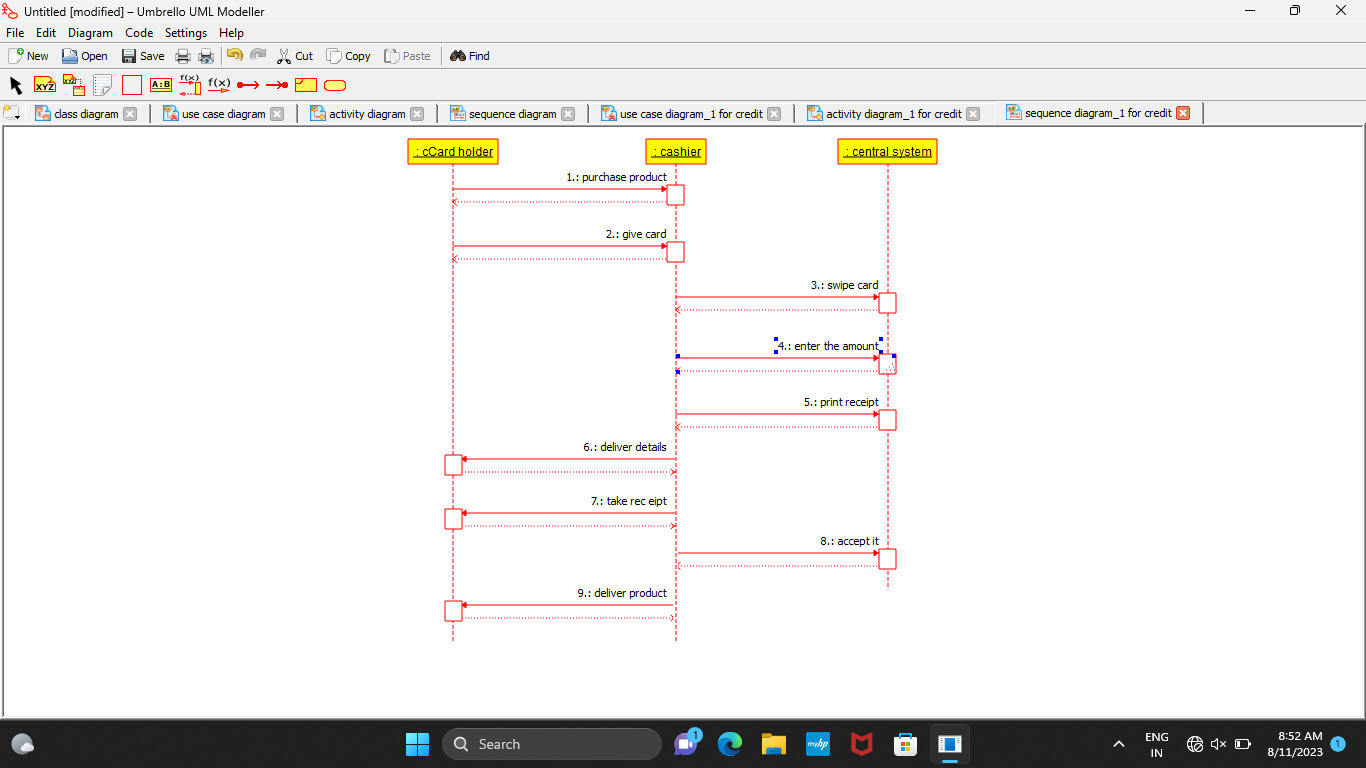 Untitled [modified] – Umbrello UML Modeller
File Edit Diagram Code Settings Help
New Open Save Cut Copy Paste Find
XYZ XYZ A:B f(x) f(x)
class diagram use case diagram activity diagram sequence diagram use case diagram_1 for credit activity diagram_1 for credit sequence diagram_1 for credit
: cCard holder : cashier : central system
1.: purchase product
2.: give card
3.: swipe card
4.: enter the amount
5.: print receipt
6.: deliver details
7.: take rec eipt
8.: accept it
9.: deliver product
Search
1
myhp
ENG
IN
8:52 AM
8/11/2023
1